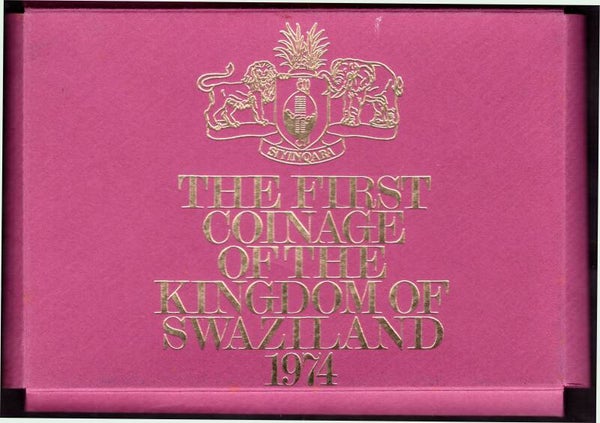 SIYINQABA
THE FIRST
COINAGE
OF THE
KINGDOM OF
SWAZILAND
1974